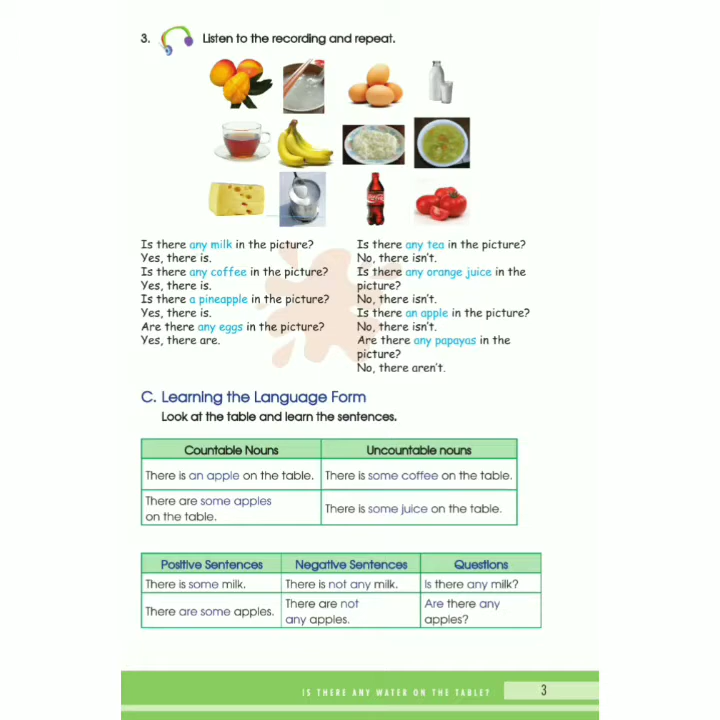 3. Listen to the recording and repeat.
Is there any milk in the picture?
Yes, there is.
Is there any coffee in the picture?
Yes, there is.
Is there a pineapple in the picture?
Yes, there is.
Are there any eggs in the picture?
Yes, there are.
Is there any tea in the picture?
No, there isn't.
Is there any orange juice in the
picture?
No, there isn't.
Is there an apple in the picture?
No, there isn't.
Are there any papayas in the
picture?
No, there aren't.
C. Learning the Language Form
Look at the table and learn the sentences.
Countable Nouns
Uncountable nouns
There is an apple on the table.
There is some coffee on the table.
There are some apples
on the table.
There is some juice on the table.
Positive Sentences
Negative Sentences
Questions
There is some milk.
There is not any milk.
Is there any milk?
There are some apples.
There are not
any apples.
Are there any
apples?
IS THERE ANY WATER ON THE TABLE?
3